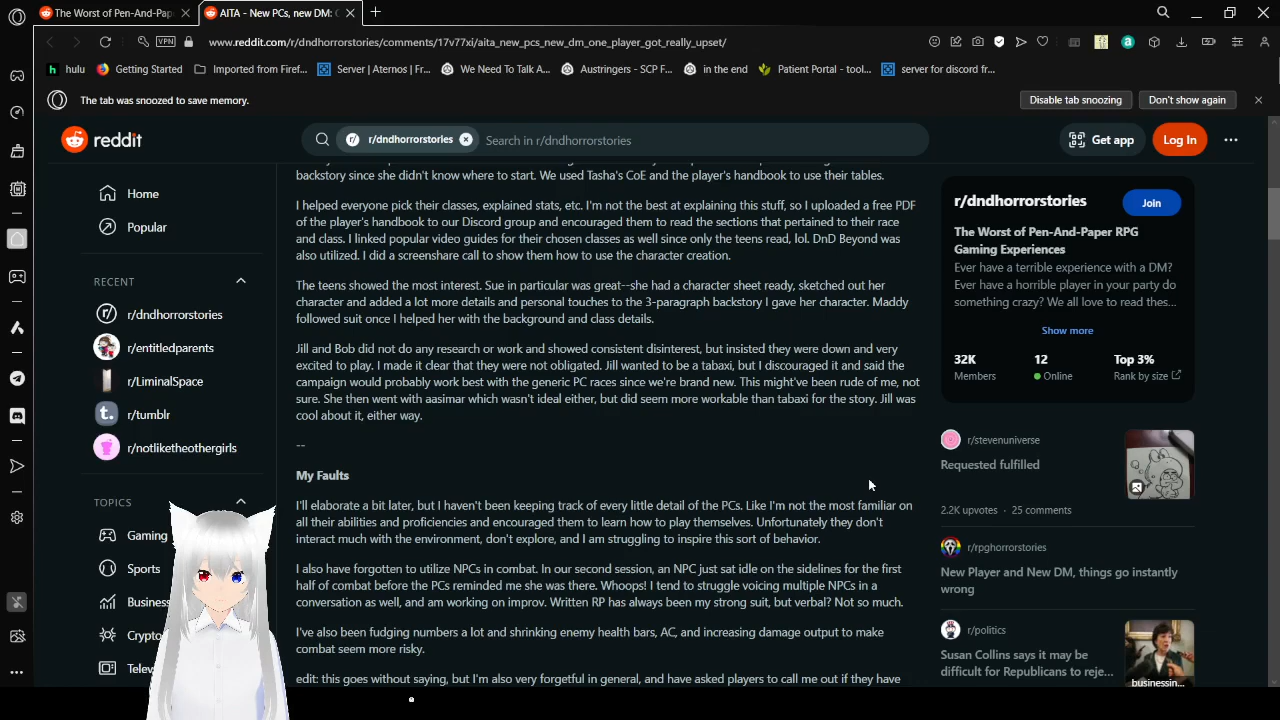 The Worst of Pen-And-Pap
AITA - New PCs, new DM:
VPN
www.reddit.com/r/dndhorrorstories/comments/17v77xi/aita_new_pcs_new_dm_one_player_got_really_upset/
hulu
Getting Started
Imported from Firef...
Server | Aternos | Fr...
We Need To Talk A...
Austringers - SCP F...
in the end
Patient Portal - tool...
server for discord fr...
The tab was snoozed to save memory.
Disable tab snoozing
Don't show again
reddit
r/dndhorrorstories
Search in r/dndhorrorstories
Get app
Log In
Home
Popular
RECENT
r/dndhorrorstories
r/entitledparents
r/LiminalSpace
r/tumblr
r/notliketheothergirls
TOPICS
Gaming
Sports
Business
Crypto
Telev
backstory since she didn't know where to start. We used Tasha's CoE and the player's handbook to use their tables.
I helped everyone pick their classes, explained stats, etc. I'm not the best at explaining this stuff, so I uploaded a free PDF
of the player's handbook to our Discord group and encouraged them to read the sections that pertained to their race
and class. I linked popular video guides for their chosen classes as well since only the teens read, lol. DnD Beyond was
also utilized. I did a screenshare call to show them how to use the character creation.
The teens showed the most interest. Sue in particular was great--she had a character sheet ready, sketched out her
character and added a lot more details and personal touches to the 3-paragraph backstory I gave her character. Maddy
followed suit once I helped her with the background and class details.
Jill and Bob did not do any research or work and showed consistent disinterest, but insisted they were down and very
excited to play. I made it clear that they were not obligated. Jill wanted to be a tabaxi, but I discouraged it and said the
campaign would probably work best with the generic PC races since we're brand new. This might've been rude of me, not
sure. She then went with aasimar which wasn't ideal either, but did seem more workable than tabaxi for the story. Jill was
cool about it, either way.
--
My Faults
I'll elaborate a bit later, but I haven't been keeping track of every little detail of the PCs. Like I'm not the most familiar on
all their abilities and proficiencies and encouraged them to learn how to play themselves. Unfortunately they don't
interact much with the environment, don't explore, and I am struggling to inspire this sort of behavior.
I also have forgotten to utilize NPCs in combat. In our second session, an NPC just sat idle on the sidelines for the first
half of combat before the PCs reminded me she was there. Whoops! I tend to struggle voicing multiple NPCs in a
conversation as well, and am working on improv. Written RP has always been my strong suit, but verbal? Not so much.
I've also been fudging numbers a lot and shrinking enemy health bars, AC, and increasing damage output to make
combat seem more risky.
edit: this goes without saying, but I'm also very forgetful in general, and have asked players to call me out if they have
r/dndhorrorstories
Join
The Worst of Pen-And-Paper RPG
Gaming Experiences
Ever have a terrible experience with a DM?
Ever have a horrible player in your party do
something crazy? We all love to read thes...
Show more
32K
Members
12
Online
Top 3%
Rank by size
r/stevenuniverse
Requested fulfilled
2.2K upvotes · 25 comments
r/rpghorrorstories
New Player and New DM, things go instantly
wrong
r/politics
Susan Collins says it may be
difficult for Republicans to reje...
businessin...